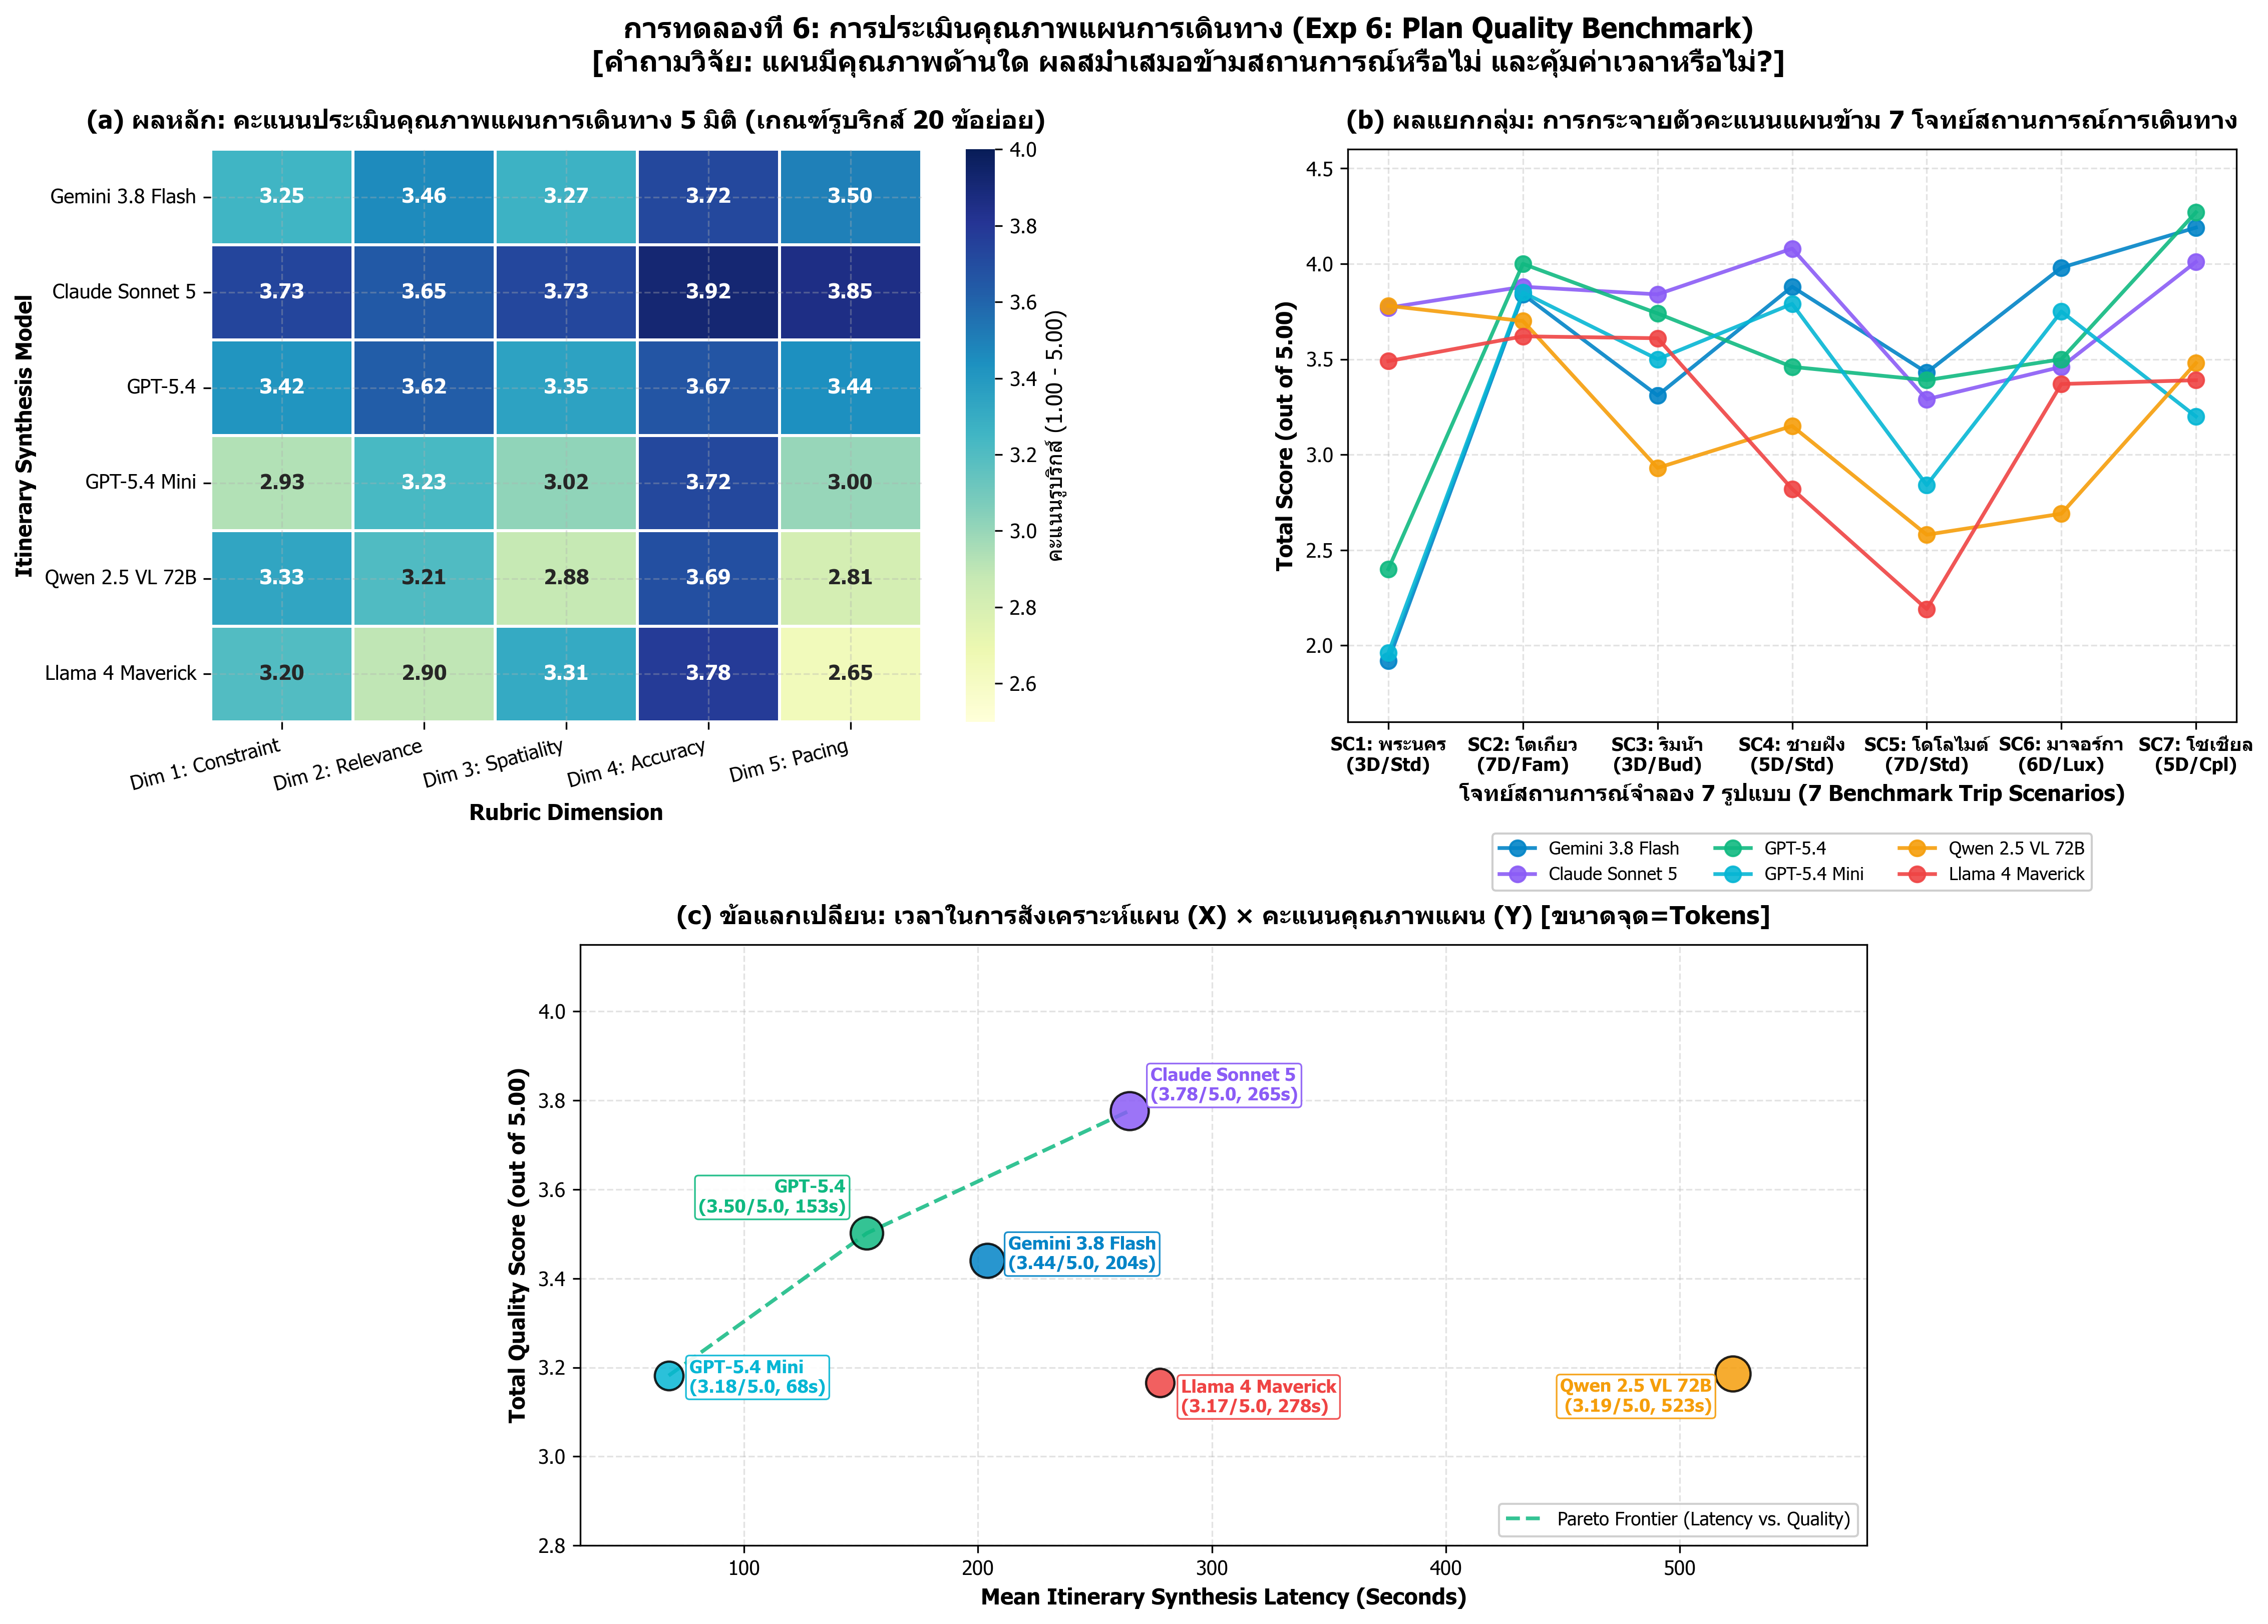 การทดลองที่ 6: การประเมินคุณภาพแผนการเดินทาง (Exp 6: Plan Quality Benchmark)
[คำถามวิจัย: แผนมีคุณภาพด้านใด ผลสม่ำเสมอข้ามสถานการณ์หรือไม่ และคุ้มค่าเวลาหรือไม่?]
(a) ผลหลัก: คะแนนประเมินคุณภาพแผนการเดินทาง 5 มิติ (เกณฑ์รูบริกส์ 20 ข้อย่อย)
Itinerary Synthesis Model
Gemini 3.8 Flash 3.25 3.46 3.27 3.72 3.50
Claude Sonnet 5 3.73 3.65 3.73 3.92 3.85
GPT-5.4 3.42 3.62 3.35 3.67 3.44
GPT-5.4 Mini 2.93 3.23 3.02 3.72 3.00
Qwen 2.5 VL 72B 3.33 3.21 2.88 3.69 2.81
Llama 4 Maverick 3.20 2.90 3.31 3.78 2.65
Dim 1: Constraint
Dim 2: Relevance
Dim 3: Spatiality
Dim 4: Accuracy
Dim 5: Pacing
Rubric Dimension
4.0
3.8
3.6
3.4
3.2
3.0
2.8
2.6
คะแนนรูบริกส์ (1.00 - 5.00)
(b) ผลแยกกลุ่ม: การกระจายตัวคะแนนแผนข้าม 7 โจทย์สถานการณ์การเดินทาง
Total Score (out of 5.00)
4.5
4.0
3.5
3.0
2.5
2.0
SC1: พระนคร
(3D/Std)
SC2: โตเกียว
(7D/Fam)
SC3: ริมน้ำ
(3D/Bud)
SC4: ชายฝั่ง
(5D/Std)
SC5: โดโลไมต์
(7D/Std)
SC6: มาจอร์กา
(6D/Lux)
SC7: โซเชียล
(5D/Cpl)
โจทย์สถานการณ์จำลอง 7 รูปแบบ (7 Benchmark Trip Scenarios)
Gemini 3.8 Flash GPT-5.4 Qwen 2.5 VL 72B
Claude Sonnet 5 GPT-5.4 Mini Llama 4 Maverick
(c) ข้อแลกเปลี่ยน: เวลาในการสังเคราะห์แผน (X) × คะแนนคุณภาพแผน (Y) [ขนาดจุด=Tokens]
Total Quality Score (out of 5.00)
4.0
3.8
3.6
3.4
3.2
3.0
2.8
Claude Sonnet 5
(3.78/5.0, 265s)
GPT-5.4
(3.50/5.0, 153s)
Gemini 3.8 Flash
(3.44/5.0, 204s)
GPT-5.4 Mini
(3.18/5.0, 68s)
Llama 4 Maverick
(3.17/5.0, 278s)
Qwen 2.5 VL 72B
(3.19/5.0, 523s)
Pareto Frontier (Latency vs. Quality)
100 200 300 400 500
Mean Itinerary Synthesis Latency (Seconds)